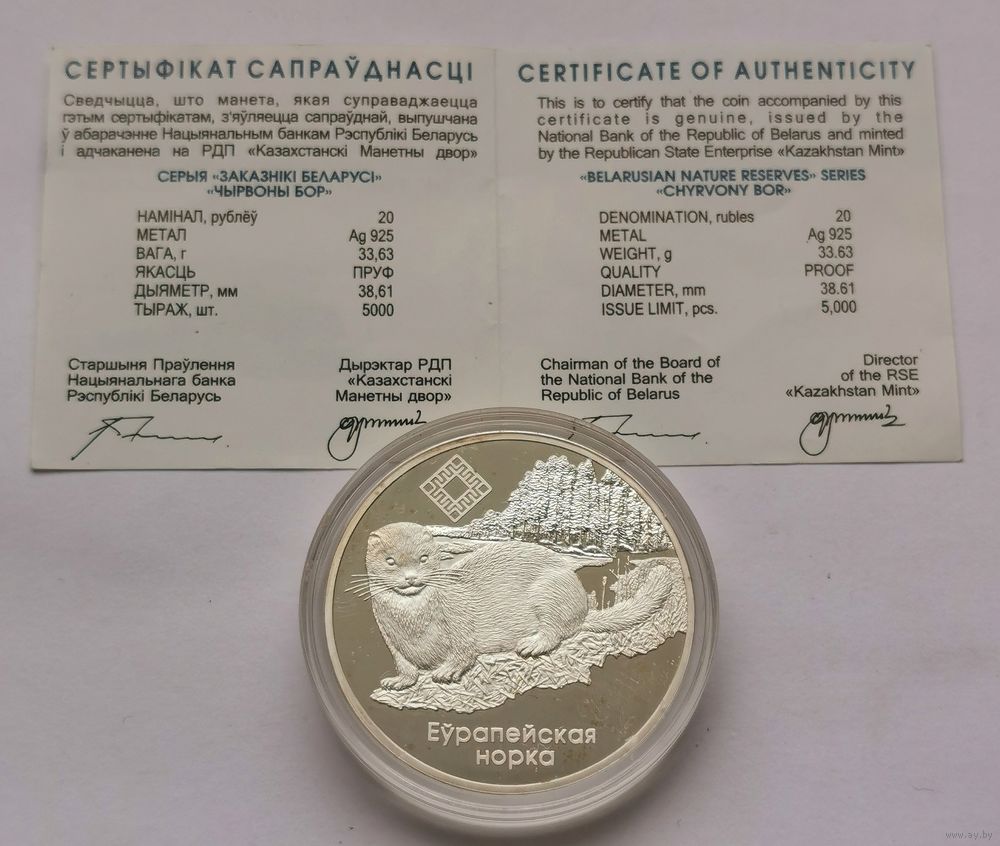 СЕРТЫФІКАТ САПРАЎДНАСЦІ
Сведчыцца, што манета, якая суправаджаецца
гэтым сертыфікатам, з'яўляецца сапраўднай, выпушчана
ў абарачэнне Нацыянальным банкам Рэспублікі Беларусь
і адчаканена на РДП «Казахстанскі Манетны двор»
СЕРЫЯ «ЗАКАЗНІКІ БЕЛАРУСІ»
«ЧЫРВОНЫ БОР»
НАМІНАЛ, рублёў 20
МЕТАЛ Ag 925
ВАГА, г 33,63
ЯКАСЦЬ ПРУФ
ДЫЯМЕТР, мм 38,61
ТЫРАЖ, шт. 5000
Старшыня Праўлення
Нацыянальнага банка
Рэспублікі Беларусь
Дырэктар РДП
«Казахстанскі
Манетны двор»
CERTIFICATE OF AUTHENTICITY
This is to certify that the coin accompanied by this
certificate is genuine, issued by the
National Bank of the Republic of Belarus and minted
by the Republican State Enterprise «Kazakhstan Mint»
«BELARUSIAN NATURE RESERVES» SERIES
«CHYRVONY BOR»
DENOMINATION, rubles 20
METAL Ag 925
WEIGHT, g 33.63
QUALITY PROOF
DIAMETER, mm 38.61
ISSUE LIMIT, pcs. 5,000
Chairman of the Board of
the National Bank of the
Republic of Belarus
Director
of the RSE
«Kazakhstan Mint»
Еўрапейская
норка
www.ay.by